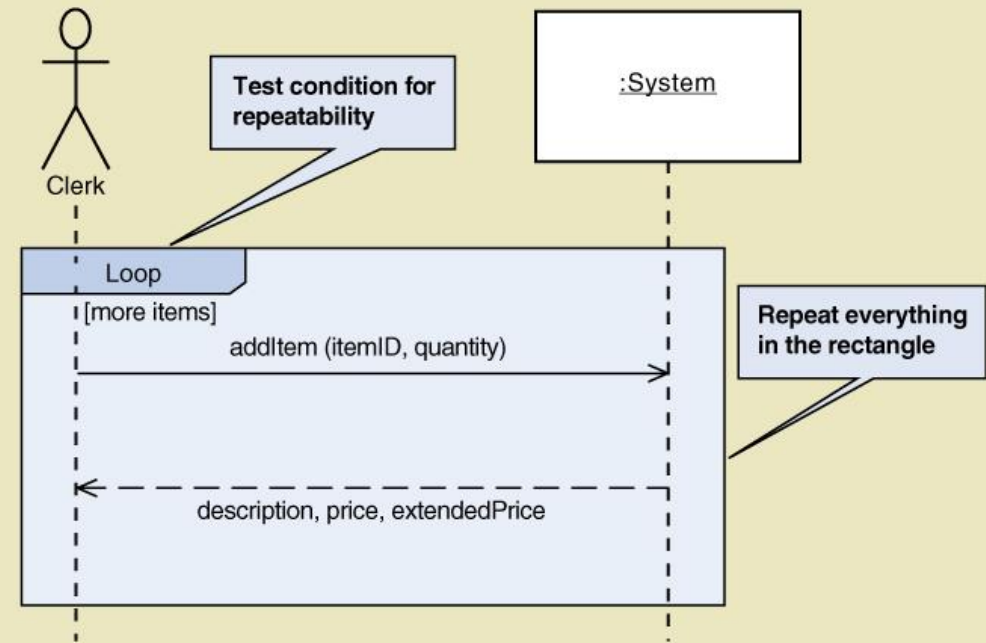 Test condition for
repeatability
:System
Clerk
Loop
[more items]
addItem (itemID, quantity)
Repeat everything
in the rectangle
description, price, extendedPrice